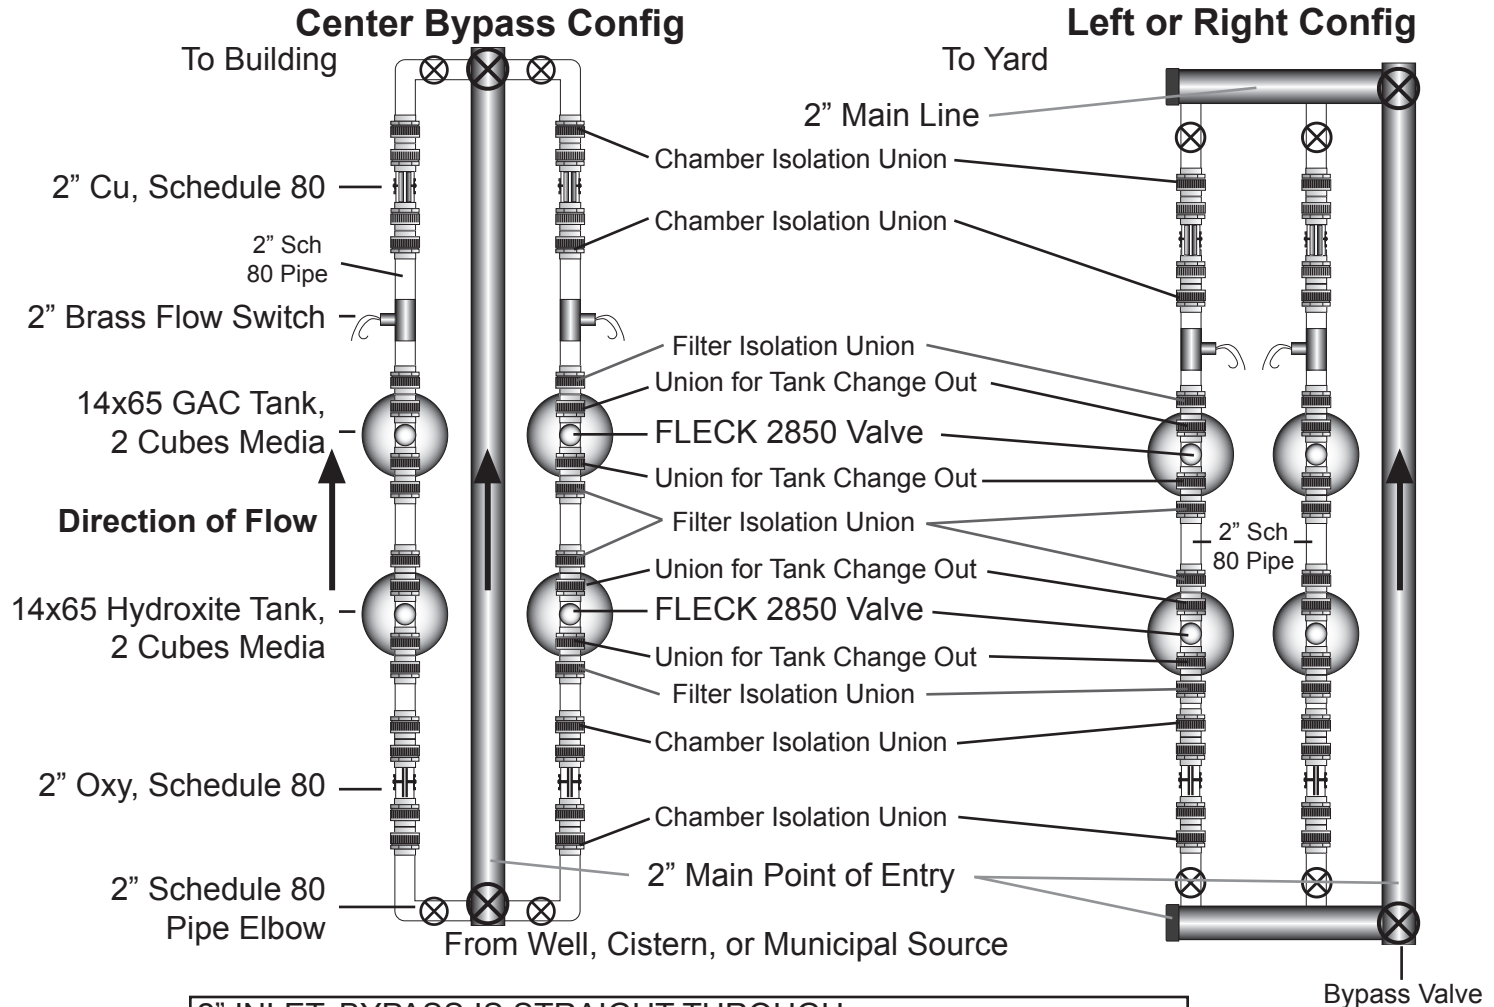 Center Bypass Config
Left or Right Config
To Building
To Yard
2” Main Line
Chamber Isolation Union
2” Cu, Schedule 80
Chamber Isolation Union
2” Sch
80 Pipe
2” Brass Flow Switch
Filter Isolation Union
Union for Tank Change Out
14x65 GAC Tank,
2 Cubes Media
FLECK 2850 Valve
Union for Tank Change Out
Direction of Flow
Filter Isolation Union
2” Sch
80 Pipe
Union for Tank Change Out
14x65 Hydroxite Tank,
2 Cubes Media
FLECK 2850 Valve
Union for Tank Change Out
Filter Isolation Union
Chamber Isolation Union
2” Oxy, Schedule 80
Chamber Isolation Union
2” Main Point of Entry
2” Schedule 80
Pipe Elbow
From Well, Cistern, or Municipal Source
Bypass Valve
2” INLET, BYPASS IS STRAIGHT THROUGH